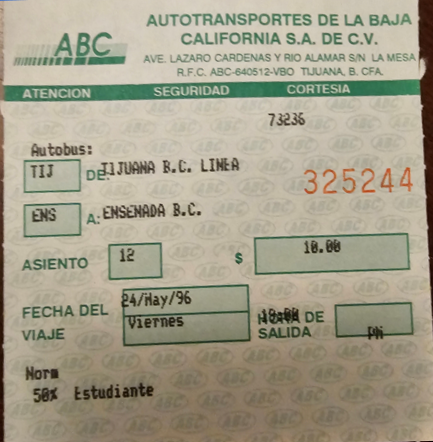 ABC
AUTOTRANSPORTES DE LA BAJA
CALIFORNIA S.A. DE C.V.
AVE. LAZARO CARDENAS Y RIO ALAMAR S/N LA MESA
R.F.C. ABC-640512-VBO TIJUANA, B. CFA.
ATENCION SEGURIDAD CORTESIA
73236
Autobus:
TIJ DE TIJUANA B.C. LINEA
325244
ENS A: ENSENADA B.C.
ASIENTO 12 $ 10.00
FECHA DEL VIAJE 24/May/96 Viernes
HORA DE SALIDA PM
Norm
50% Estudiante